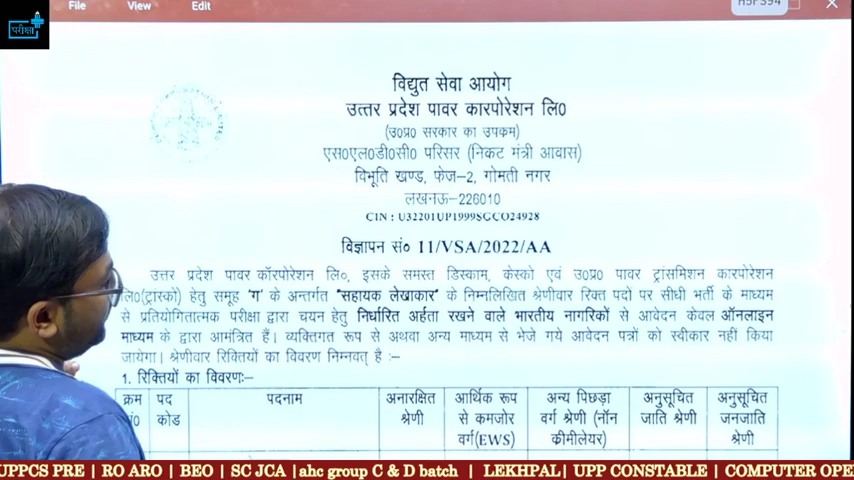 File View Edit
H5FS94
परीक्षा
विद्युत सेवा आयोग
उत्तर प्रदेश पावर कारपोरेशन लि0
(उ0प्र0 सरकार का उपकम)
एस0एल0डी0सी0 परिसर (निकट मंत्री आवास)
विभूति खण्ड, फेज–2, गोमती नगर
लखनऊ–226010
CIN : U32201UP1999SGCO24928
विज्ञापन सं० 11/VSA/2022/AA
उत्तर प्रदेश पावर कॉरपोरेशन लि०, इसके समस्त डिस्काम, केस्को एवं उ0प्र0 पावर ट्रांसमिशन कारपोरेशन
लि0(ट्रांस्को) हेतु समूह 'ग' के अन्तर्गत "सहायक लेखाकार" के निम्नलिखित श्रेणीवार रिक्त पदों पर सीधी भर्ती के माध्यम
से प्रतियोगितात्मक परीक्षा द्वारा चयन हेतु निर्धारित अर्हता रखने वाले भारतीय नागरिकों से आवेदन केवल ऑनलाइन
माध्यम के द्वारा आमंत्रित हैं। व्यक्तिगत रूप से अथवा अन्य माध्यम से भेजे गये आवेदन पत्रों को स्वीकार नहीं किया
जायेगा। श्रेणीवार रिक्तियों का विवरण निम्नवत् है :–
1. रिक्तियों का विवरणः–
क्रम पद पदनाम अनारक्षित आर्थिक रूप अन्य पिछड़ा अनुसूचित अनुसूचित
कोड श्रेणी से कमजोर वर्ग श्रेणी (नॉन जाति श्रेणी जनजाति
वर्ग(EWS) कीमीलेयर) श्रेणी
UPPCS PRE | RO ARO | BEO | SC JCA |ahc group C & D batch | LEKHPAL| UPP CONSTABLE | COMPUTER OPE